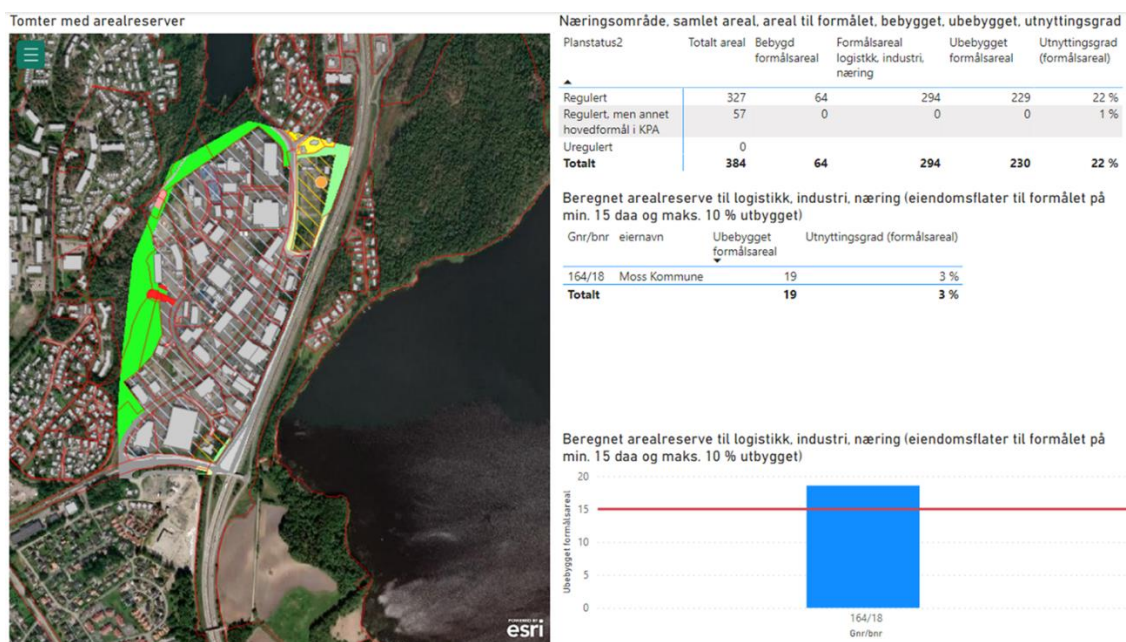 Tomter med arealreserver
Næringsområde, samlet areal, areal til formålet, bebygget, ubebygget, utnyttingsgrad
Planstatus2 Totalt areal Bebygd formålsareal Formålsareal logistkk, industri, næring Ubebygget formålsareal Utnyttingsgrad (formålsareal)
Regulert 327 64 294 229 22 %
Regulert, men annet hovedformål i KPA 57 0 0 0 1 %
Uregulert 0
Totalt 384 64 294 230 22 %
Beregnet arealreserve til logistikk, industri, næring (eiendomsflater til formålet på
min. 15 daa og maks. 10 % utbygget)
Gnr/bnr eiernavn Ubebygget formålsareal Utnyttingsgrad (formålsareal)
164/18 Moss Kommune 19 3 %
Totalt 19 3 %
Beregnet arealreserve til logistikk, industri, næring (eiendomsflater til formålet på
min. 15 daa og maks. 10 % utbygget)
Ubebygget formålsareal
20
15
10
5
0
164/18
Gnr/bnr
POWERED BY
esri